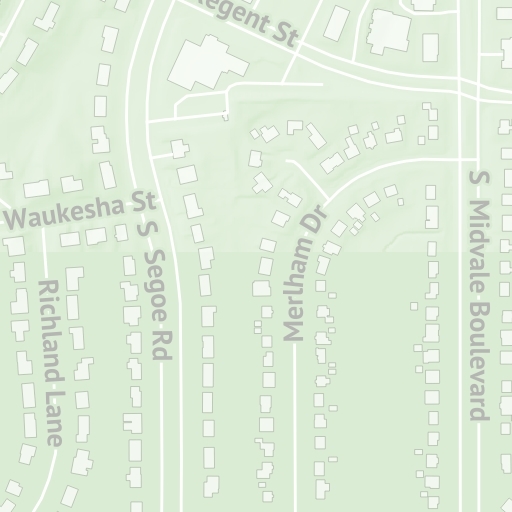 Regent St
Waukesha St
S Segoe Rd
Merlham Dr
S Midvale Boulevard
Richland Lane